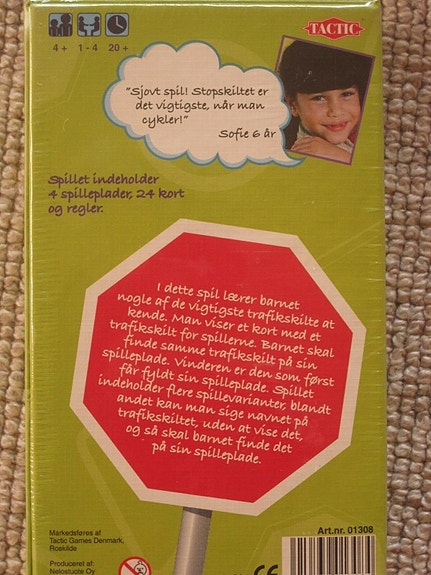 TACTIC
4 + 1 - 4 20 +
"Sjovt spil! Stopskiltet er
det vigtigste, når man
cykler!"
Sofie 6 år
Spillet indeholder
4 spilleplader, 24 kort
og regler.
I dette spil lærer barnet
nogle af de vigtigste trafikskilte at
kende. Man viser et kort med et
trafikskilt for spillerne. Barnet skal
finde samme trafikskilt på sin
spilleplade. Vinderen er den som først
får fyldt sin spilleplade. Spillet
indeholder flere spillevarianter, blandt
andet kan man sige navnet på
trafikskiltet, uden at vise det,
og så skal barnet finde det
på sin spilleplade.
Markedsføres af:
Tactic Games Denmark,
Roskilde
Produceret af:
Nelostuote Oy
Art.nr. 01308
CE